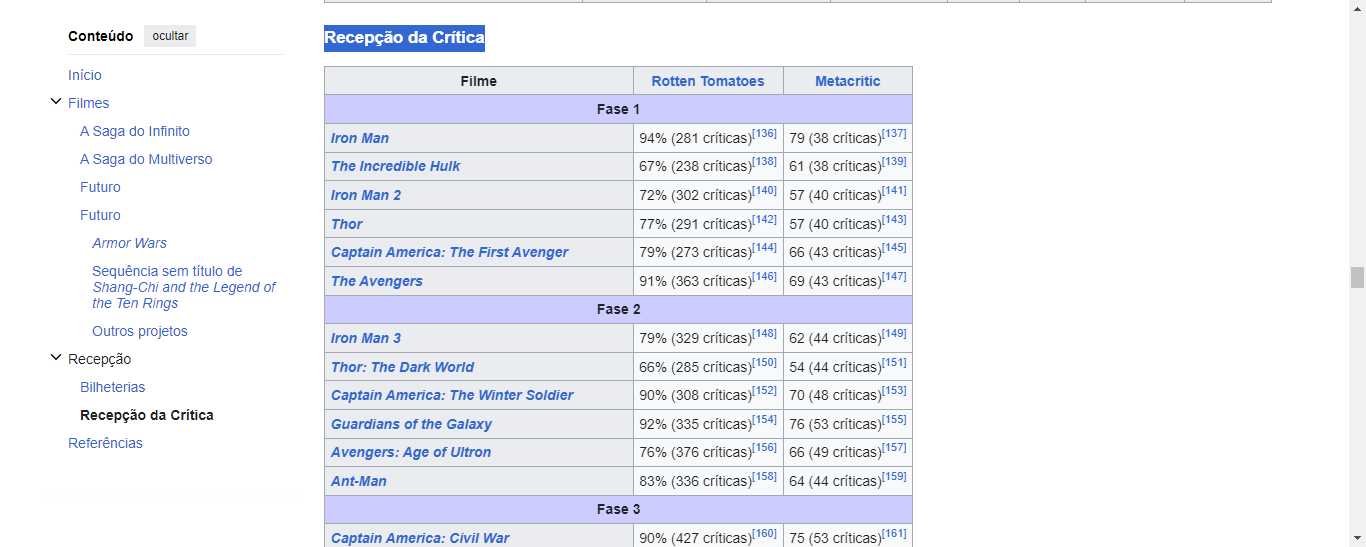 Conteúdo ocultar
Início
Filmes
A Saga do Infinito
A Saga do Multiverso
Futuro
Futuro
Armor Wars
Sequência sem título de
Shang-Chi and the Legend of
the Ten Rings
Outros projetos
Recepção
Bilheterias
Recepção da Crítica
Referências
Recepção da Crítica
Filme Rotten Tomatoes Metacritic
Fase 1
Iron Man 94% (281 críticas)[136] 79 (38 críticas)[137]
The Incredible Hulk 67% (238 críticas)[138] 61 (38 críticas)[139]
Iron Man 2 72% (302 críticas)[140] 57 (40 críticas)[141]
Thor 77% (291 críticas)[142] 57 (40 críticas)[143]
Captain America: The First Avenger 79% (273 críticas)[144] 66 (43 críticas)[145]
The Avengers 91% (363 críticas)[146] 69 (43 críticas)[147]
Fase 2
Iron Man 3 79% (329 críticas)[148] 62 (44 críticas)[149]
Thor: The Dark World 66% (285 críticas)[150] 54 (44 críticas)[151]
Captain America: The Winter Soldier 90% (308 críticas)[152] 70 (48 críticas)[153]
Guardians of the Galaxy 92% (335 críticas)[154] 76 (53 críticas)[155]
Avengers: Age of Ultron 76% (376 críticas)[156] 66 (49 críticas)[157]
Ant-Man 83% (336 críticas)[158] 64 (44 críticas)[159]
Fase 3
Captain America: Civil War 90% (427 críticas)[160] 75 (53 críticas)[161]